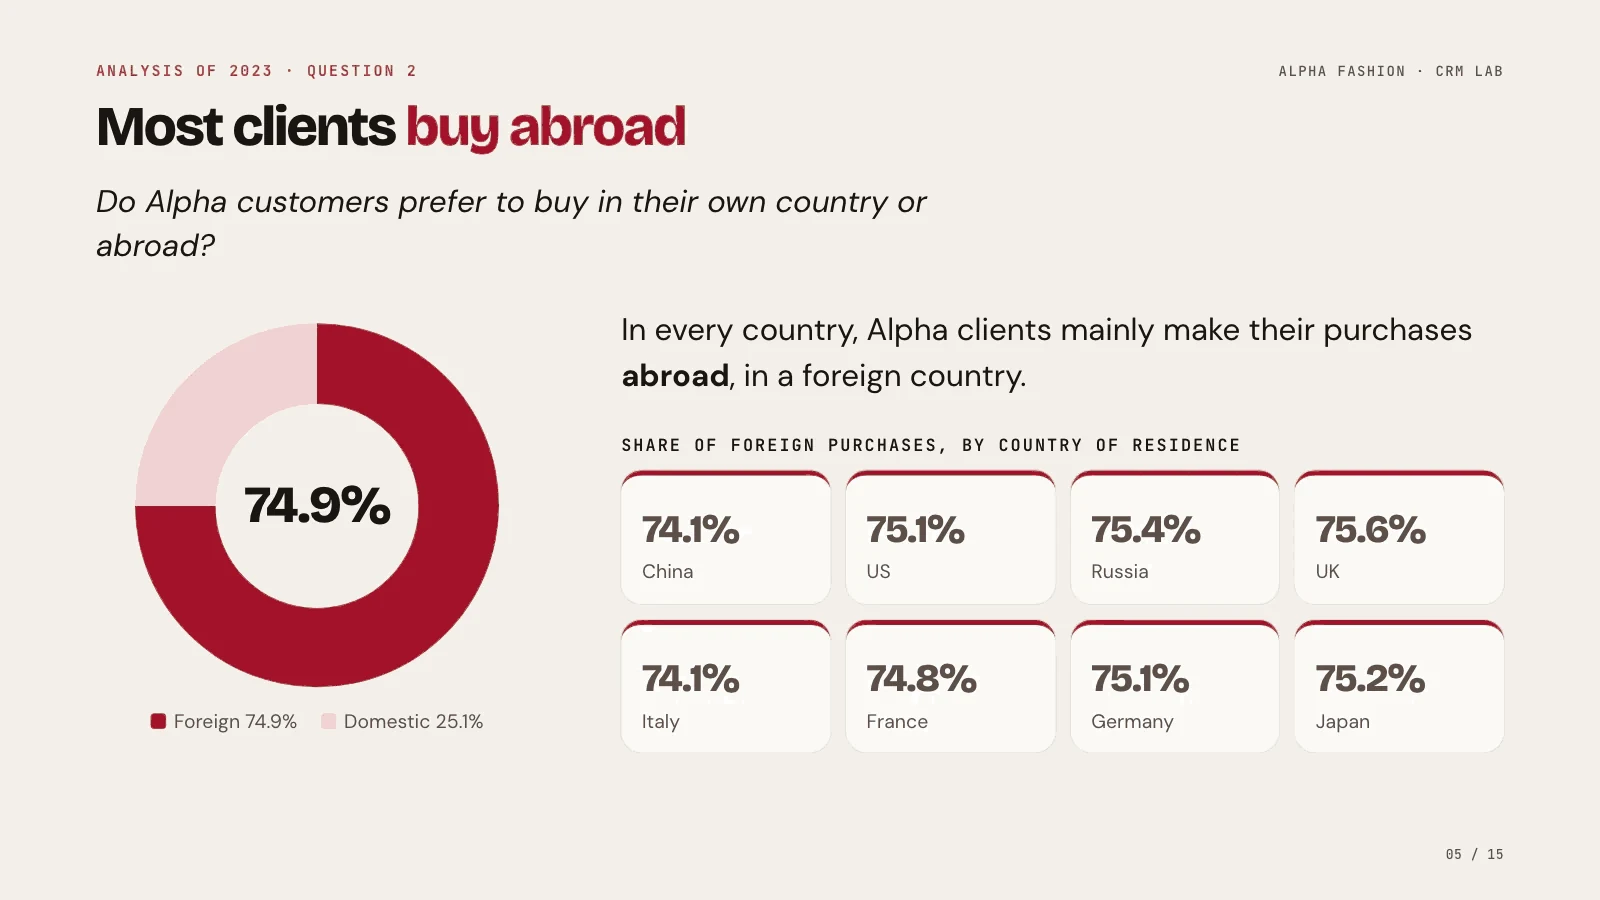 ANALYSIS OF 2023 · QUESTION 2
ALPHA FASHION · CRM LAB
Most clients buy abroad
Do Alpha customers prefer to buy in their own country or
abroad?
74.9%
Foreign 74.9%
Domestic 25.1%
In every country, Alpha clients mainly make their purchases
abroad, in a foreign country.
SHARE OF FOREIGN PURCHASES, BY COUNTRY OF RESIDENCE
74.1%
China
75.1%
US
75.4%
Russia
75.6%
UK
74.1%
Italy
74.8%
France
75.1%
Germany
75.2%
Japan
05 / 15